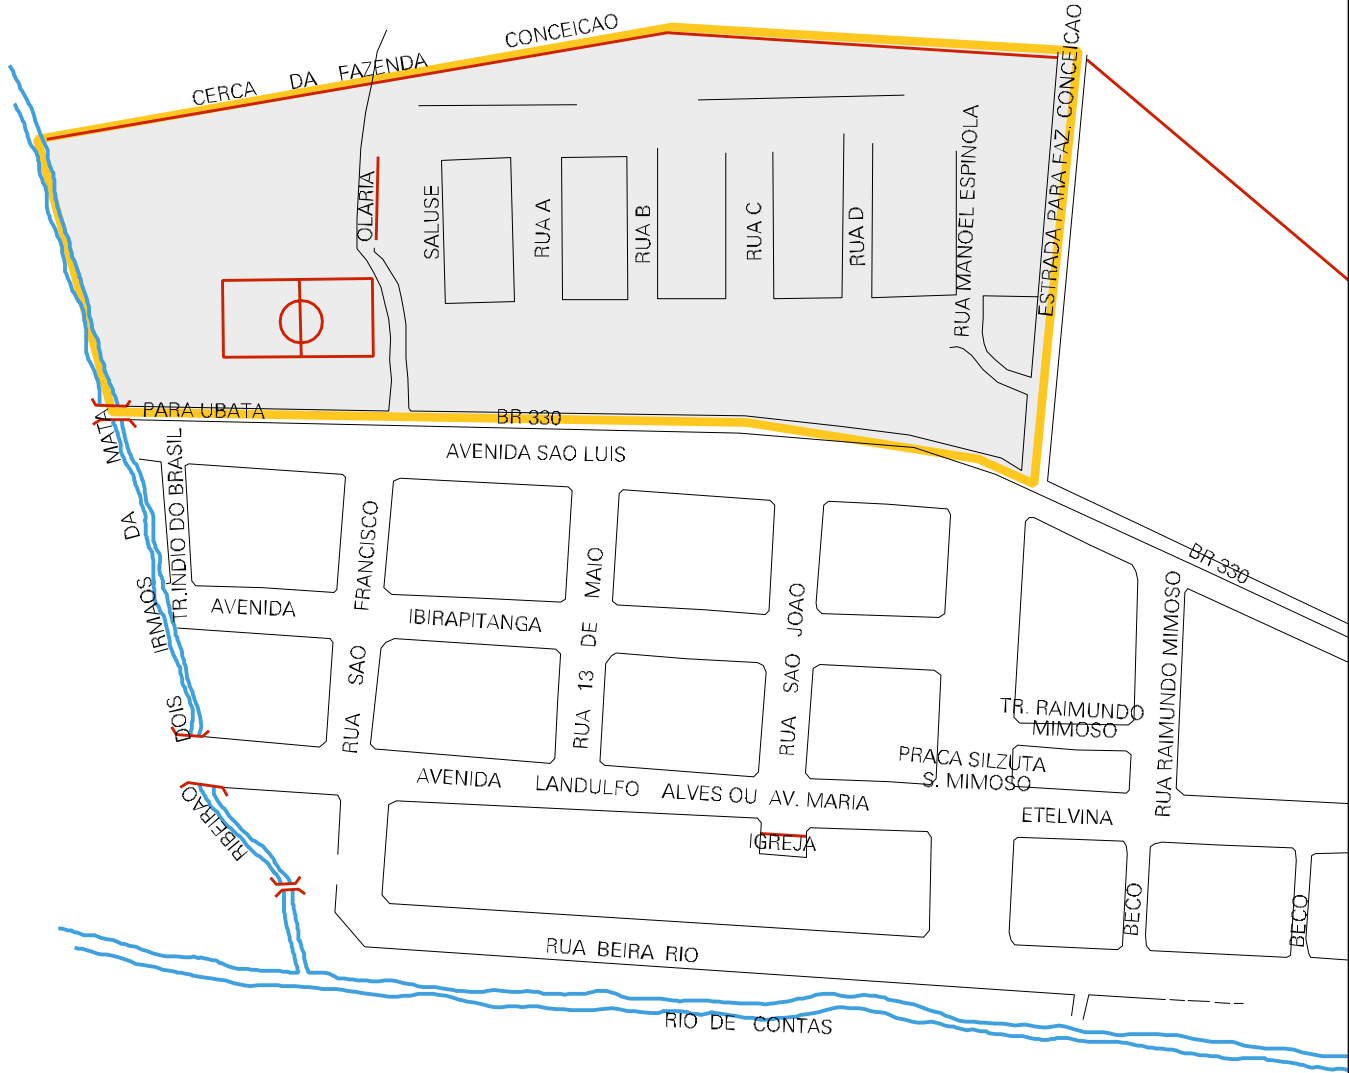 CERCA DA FAZENDA CONCEICAO
ESTRADA PARA FAZ. CONCEICAO
OLARIA
SALUSE
RUA A
RUA B
RUA C
RUA D
RUA MANOEL ESPINOLA
PARA UBATA
BR 330
AVENIDA SAO LUIS
BR 330
RIBEIRAO DOIS IRMAOS DA MATA
TR.INDIO DO BRASIL
RUA SAO FRANCISCO
RUA 13 DE MAIO
RUA SAO JOAO
AVENIDA IBIRAPITANGA
TR. RAIMUNDO
MIMOSO
RUA RAIMUNDO MIMOSO
PRACA SILZUTA
S. MIMOSO
AVENIDA LANDULFO ALVES OU AV. MARIA ETELVINA
IGREJA
BECO
BECO
RUA BEIRA RIO
RIO DE CONTAS